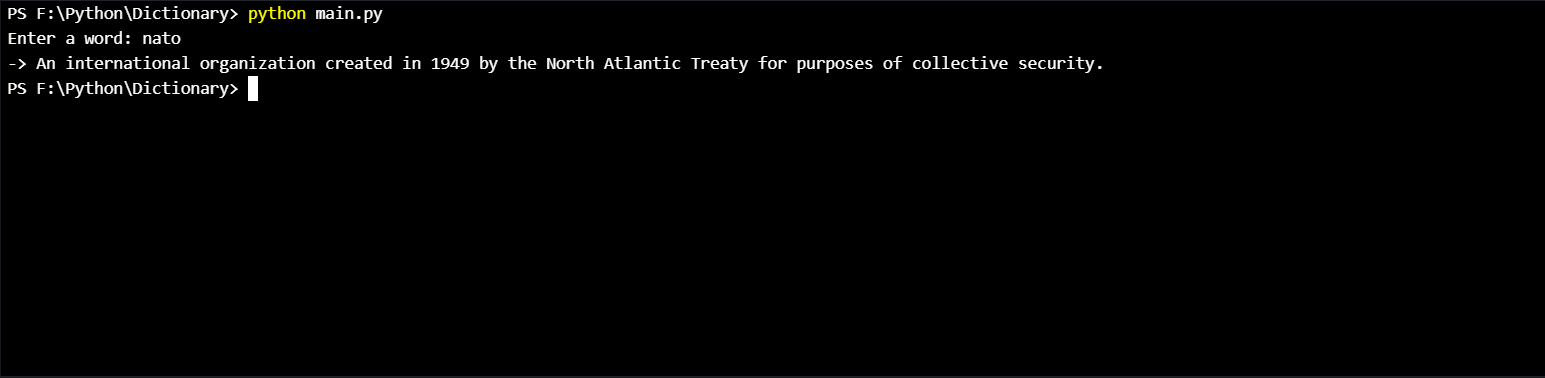 PS F:\Python\Dictionary> python main.py
Enter a word: nato
-> An international organization created in 1949 by the North Atlantic Treaty for purposes of collective security.
PS F:\Python\Dictionary>